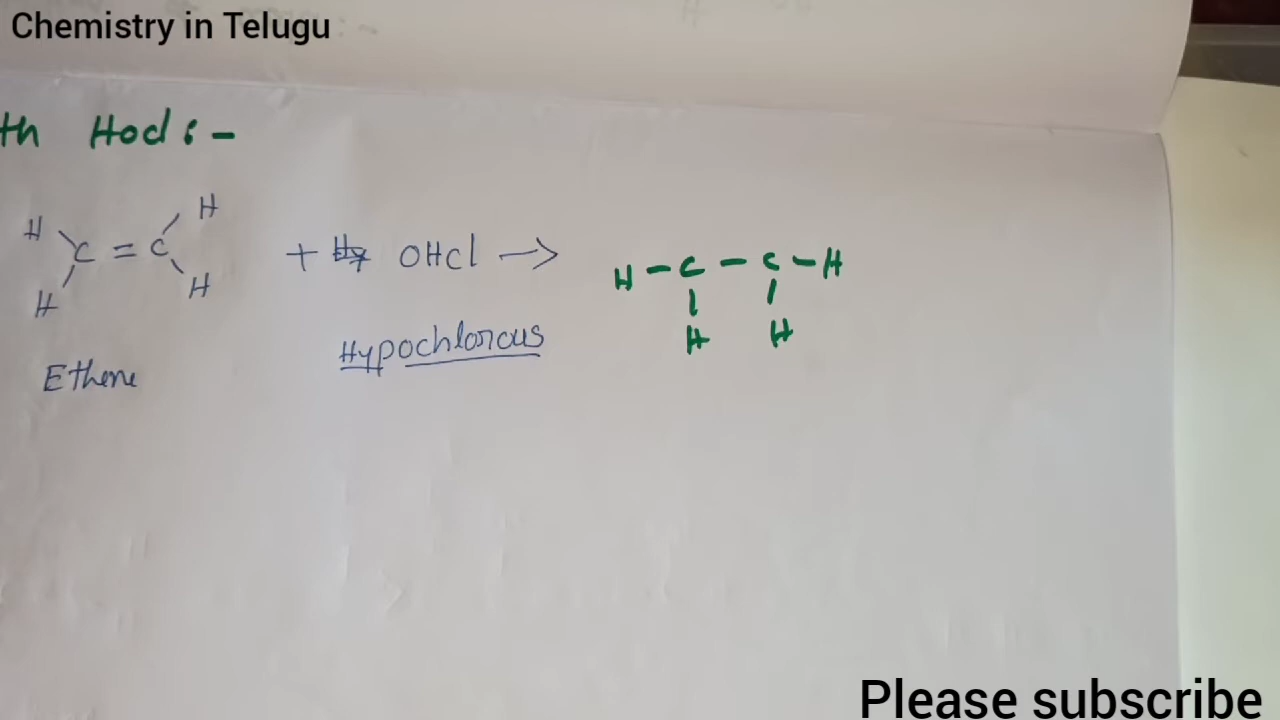 Chemistry in Telugu
th Hocl :-
H H
C = C
H H
+ OHcl →
H - C - C - H
H H
Hypochlorous
Ethene
Please subscribe